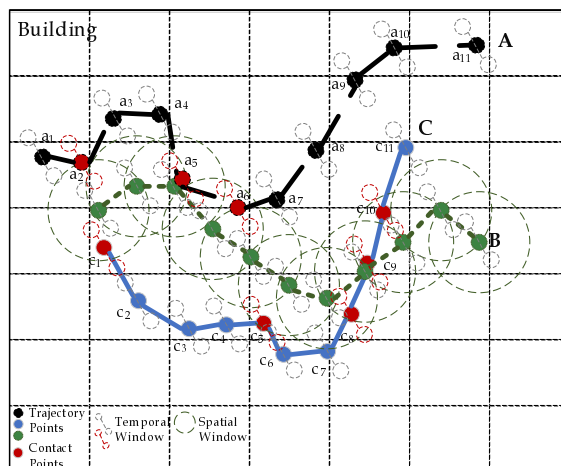 Building
A
a10
a11
a9
a3
a4
a1
a2
a5
a8
C
c11
a6
a7
c10
B
c1
c9
c2
c3
c4
c5
c8
c6
c7
Trajectory
Points
Contact
Points
Temporal
Window
Spatial
Window